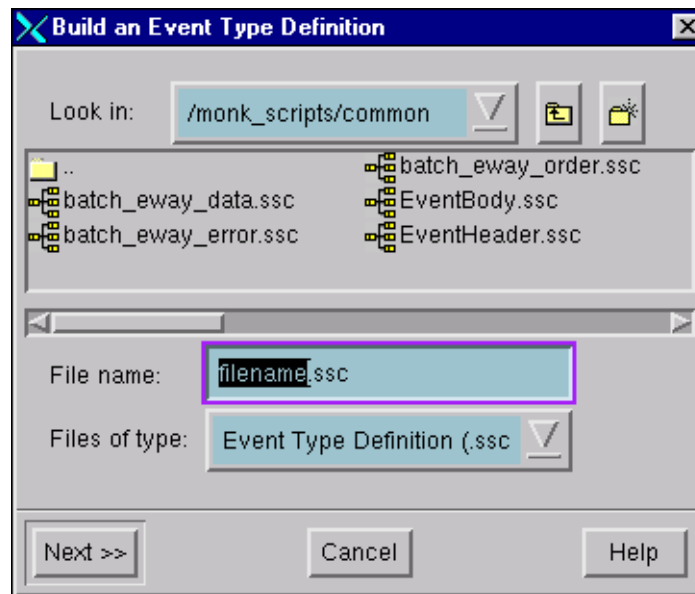 Build an Event Type Definition
Look in: /monk_scripts/common
.. batch_eway_order.ssc
batch_eway_data.ssc EventBody.ssc
batch_eway_error.ssc EventHeader.ssc
File name: filename.ssc
Files of type: Event Type Definition (.ssc
Next >> Cancel Help